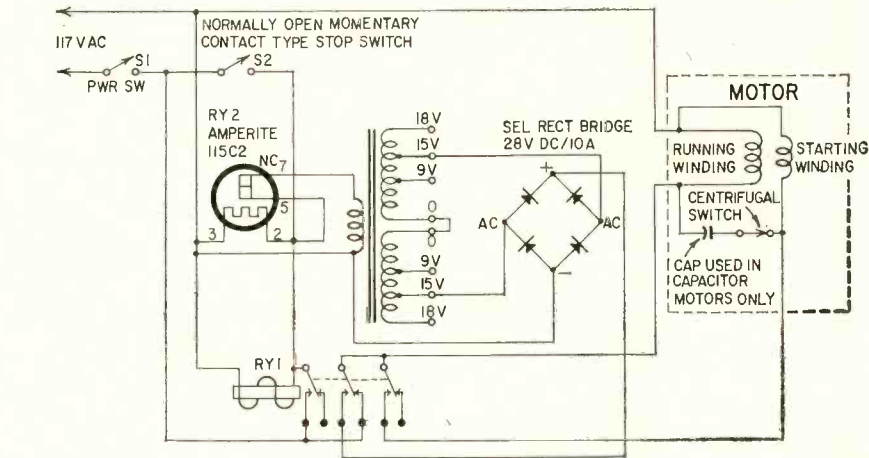 NORMALLY OPEN MOMENTARY
CONTACT TYPE STOP SWITCH
117 VAC
S1
S2
PWR SW
MOTOR
RY2
AMPERITE
115C2
NC 7
5
3
2
18V
15V
9V
0
0
9V
15V
18V
SEL RECT BRIDGE
28V DC/10A
+
AC
AC
−
RUNNING
WINDING
STARTING
WINDING
CENTRIFUGAL
SWITCH
CAP USED IN
CAPACITOR
MOTORS ONLY
RY1